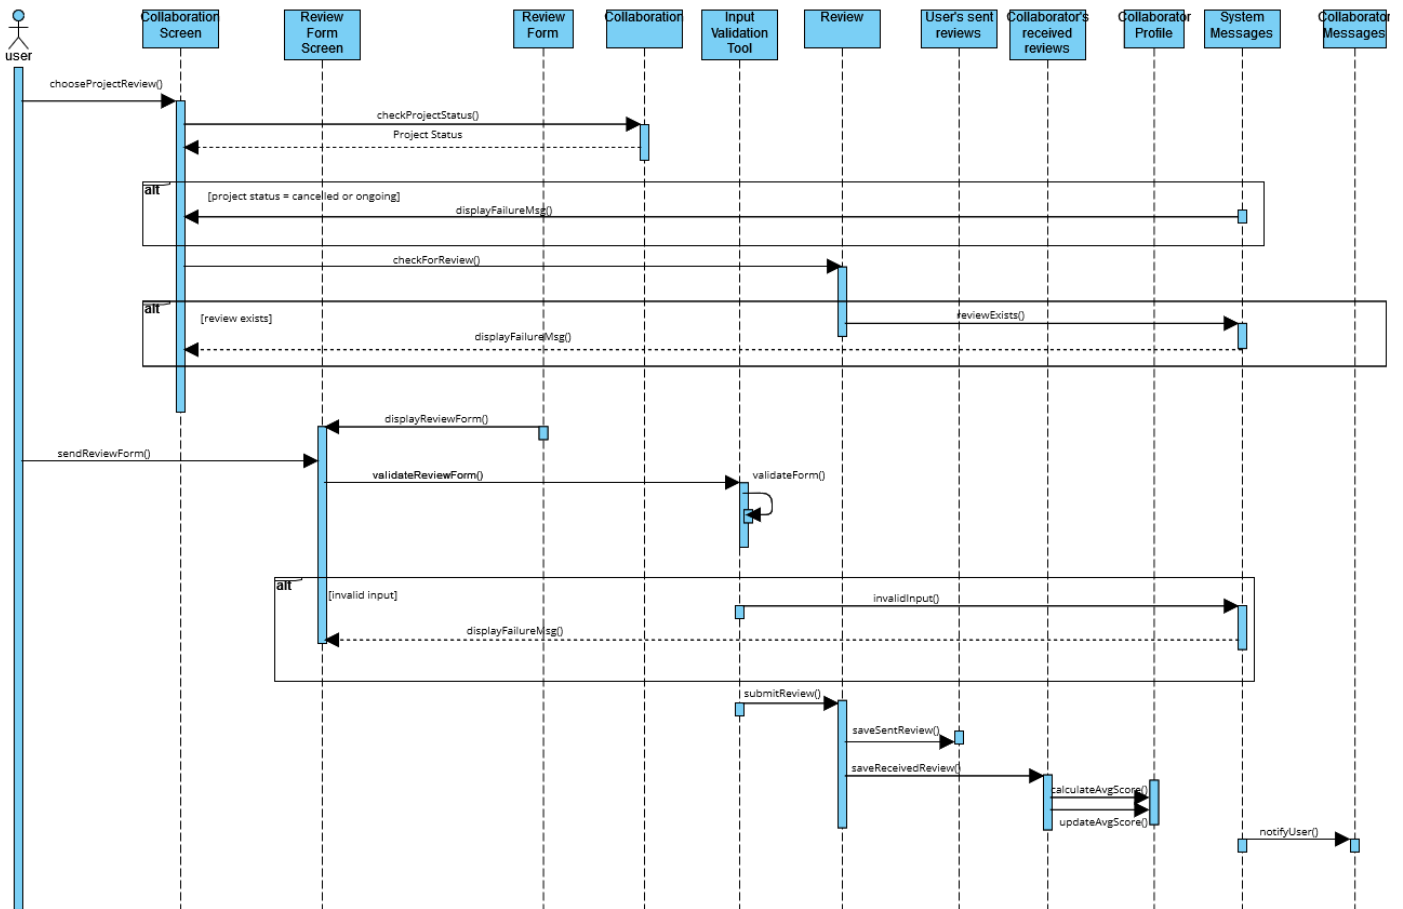 user
Collaboration
Screen
Review
Form
Screen
Review
Form
Collaboration
Input
Validation
Tool
Review
User's sent
reviews
Collaborator's
received
reviews
Collaborator
Profile
System
Messages
Collaborator
Messages
chooseProjectReview()
checkProjectStatus()
Project Status
alt
[project status = cancelled or ongoing]
displayFailureMsg()
checkForReview()
alt
[review exists]
reviewExists()
displayFailureMsg()
displayReviewForm()
sendReviewForm()
validateReviewForm()
validateForm()
alt
[invalid input]
invalidInput()
displayFailureMsg()
submitReview()
saveSentReview()
saveReceivedReview()
calculateAvgScore()
updateAvgScore()
notifyUser()